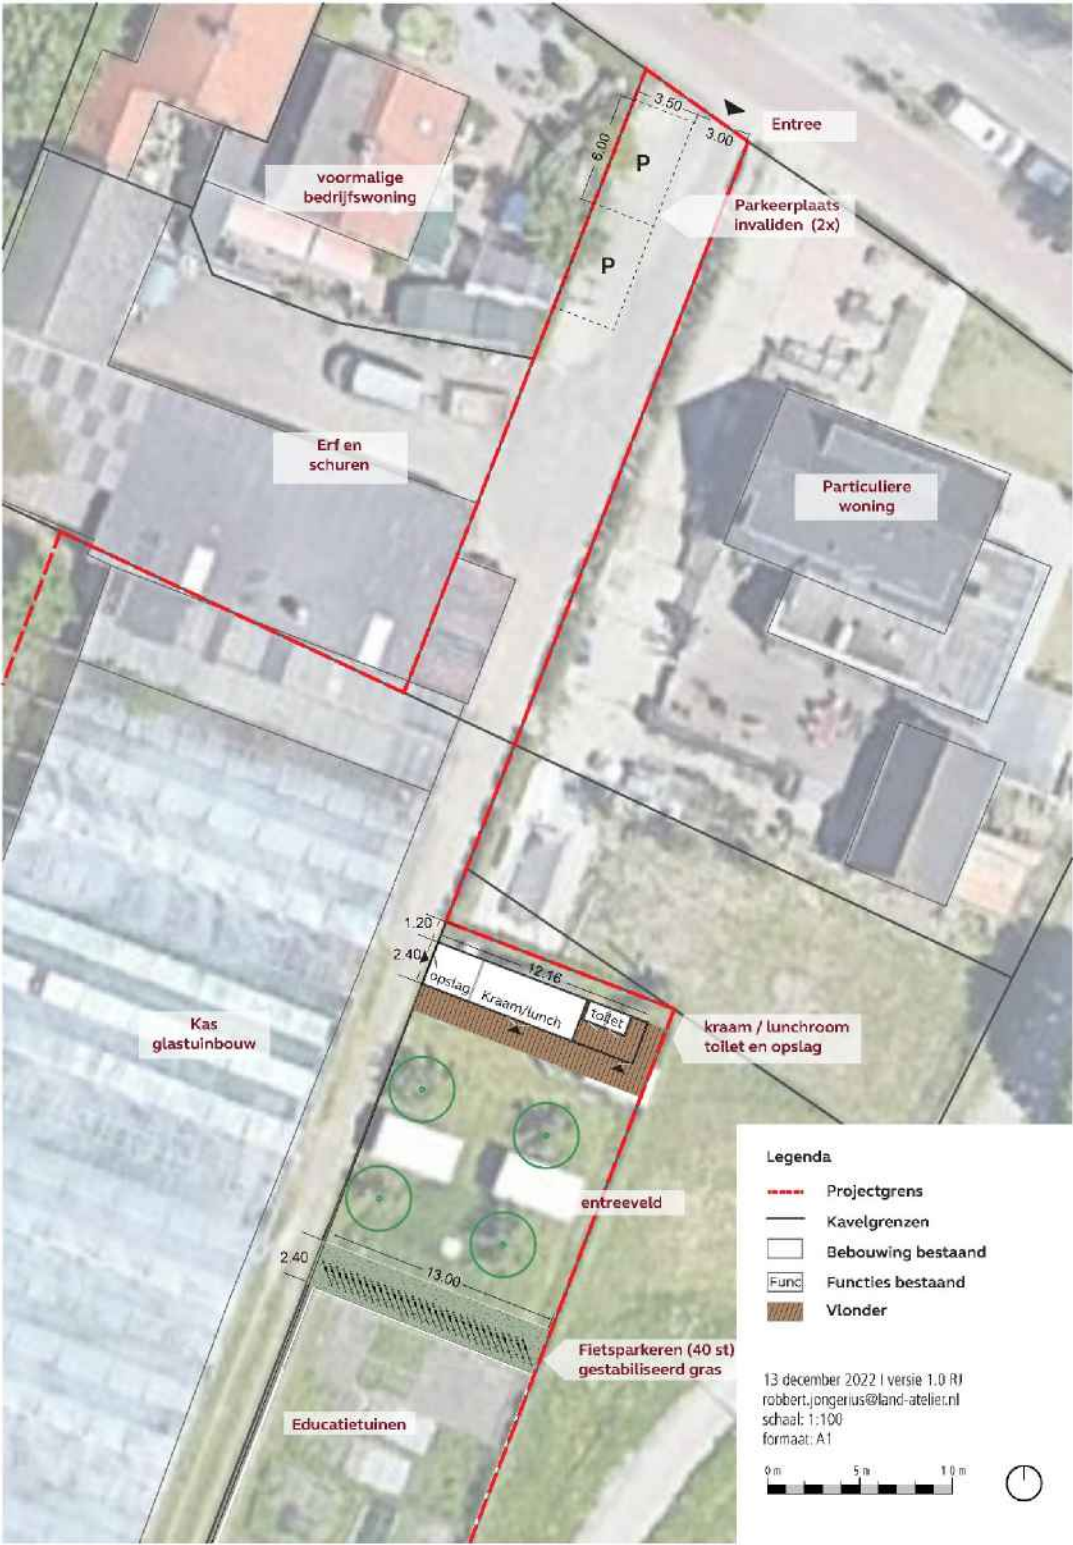 3.50
3.00
Entree
6.00
P
voormalige
bedrijfswoning
Parkeerplaats
invaliden (2x)
P
Erf en
schuren
Particuliere
woning
1.20
2.40
12.16
opslag
Kraam/lunch
toilet
Kas
glastuinbouw
kraam / lunchroom
toilet en opslag
entreeveld
2.40
13.00
Fietsparkeren (40 st)
gestabiliseerd gras
Educatietuinen
Legenda
Projectgrens
Kavelgrenzen
Bebouwing bestaand
Func
Functies bestaand
Vlonder
13 december 2022 | versie 1.0 RJ
robbert.jongerius@land-atelier.nl
schaal: 1:100
formaat: A1
0 m
5 m
10 m